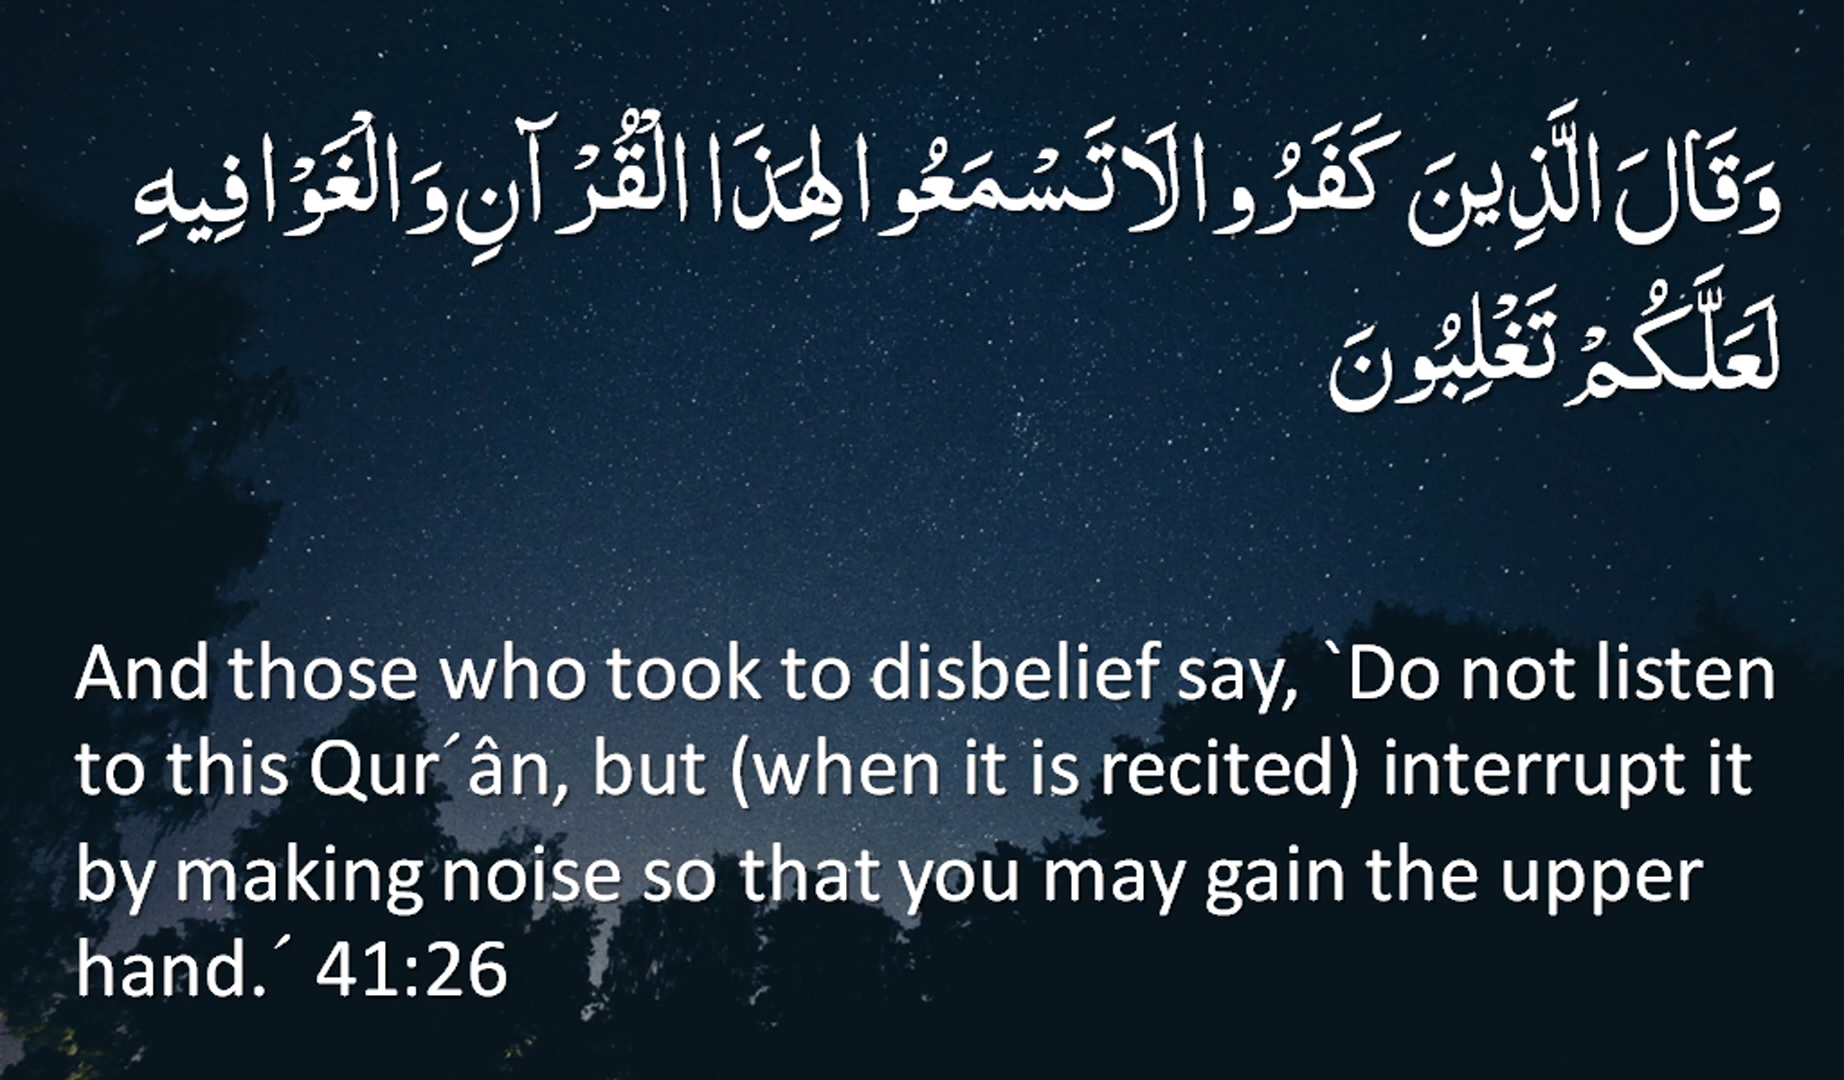 وَقَالَ الَّذِينَ كَفَرُوا لَا تَسْمَعُوا لِهَذَا الْقُرْآنِ وَالْغَوْا فِيهِ
لَعَلَّكُمْ تَغْلِبُونَ
And those who took to disbelief say, `Do not listen
to this Qur´ân, but (when it is recited) interrupt it
by making noise so that you may gain the upper
hand.´ 41:26